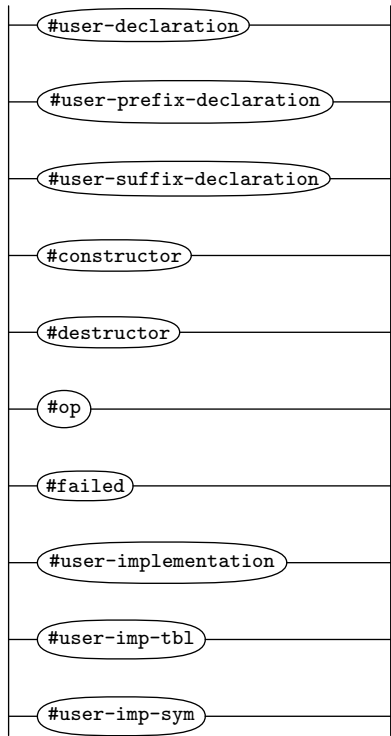 #user-declaration
#user-prefix-declaration
#user-suffix-declaration
#constructor
#destructor
#op
#failed
#user-implementation
#user-imp-tbl
#user-imp-sym